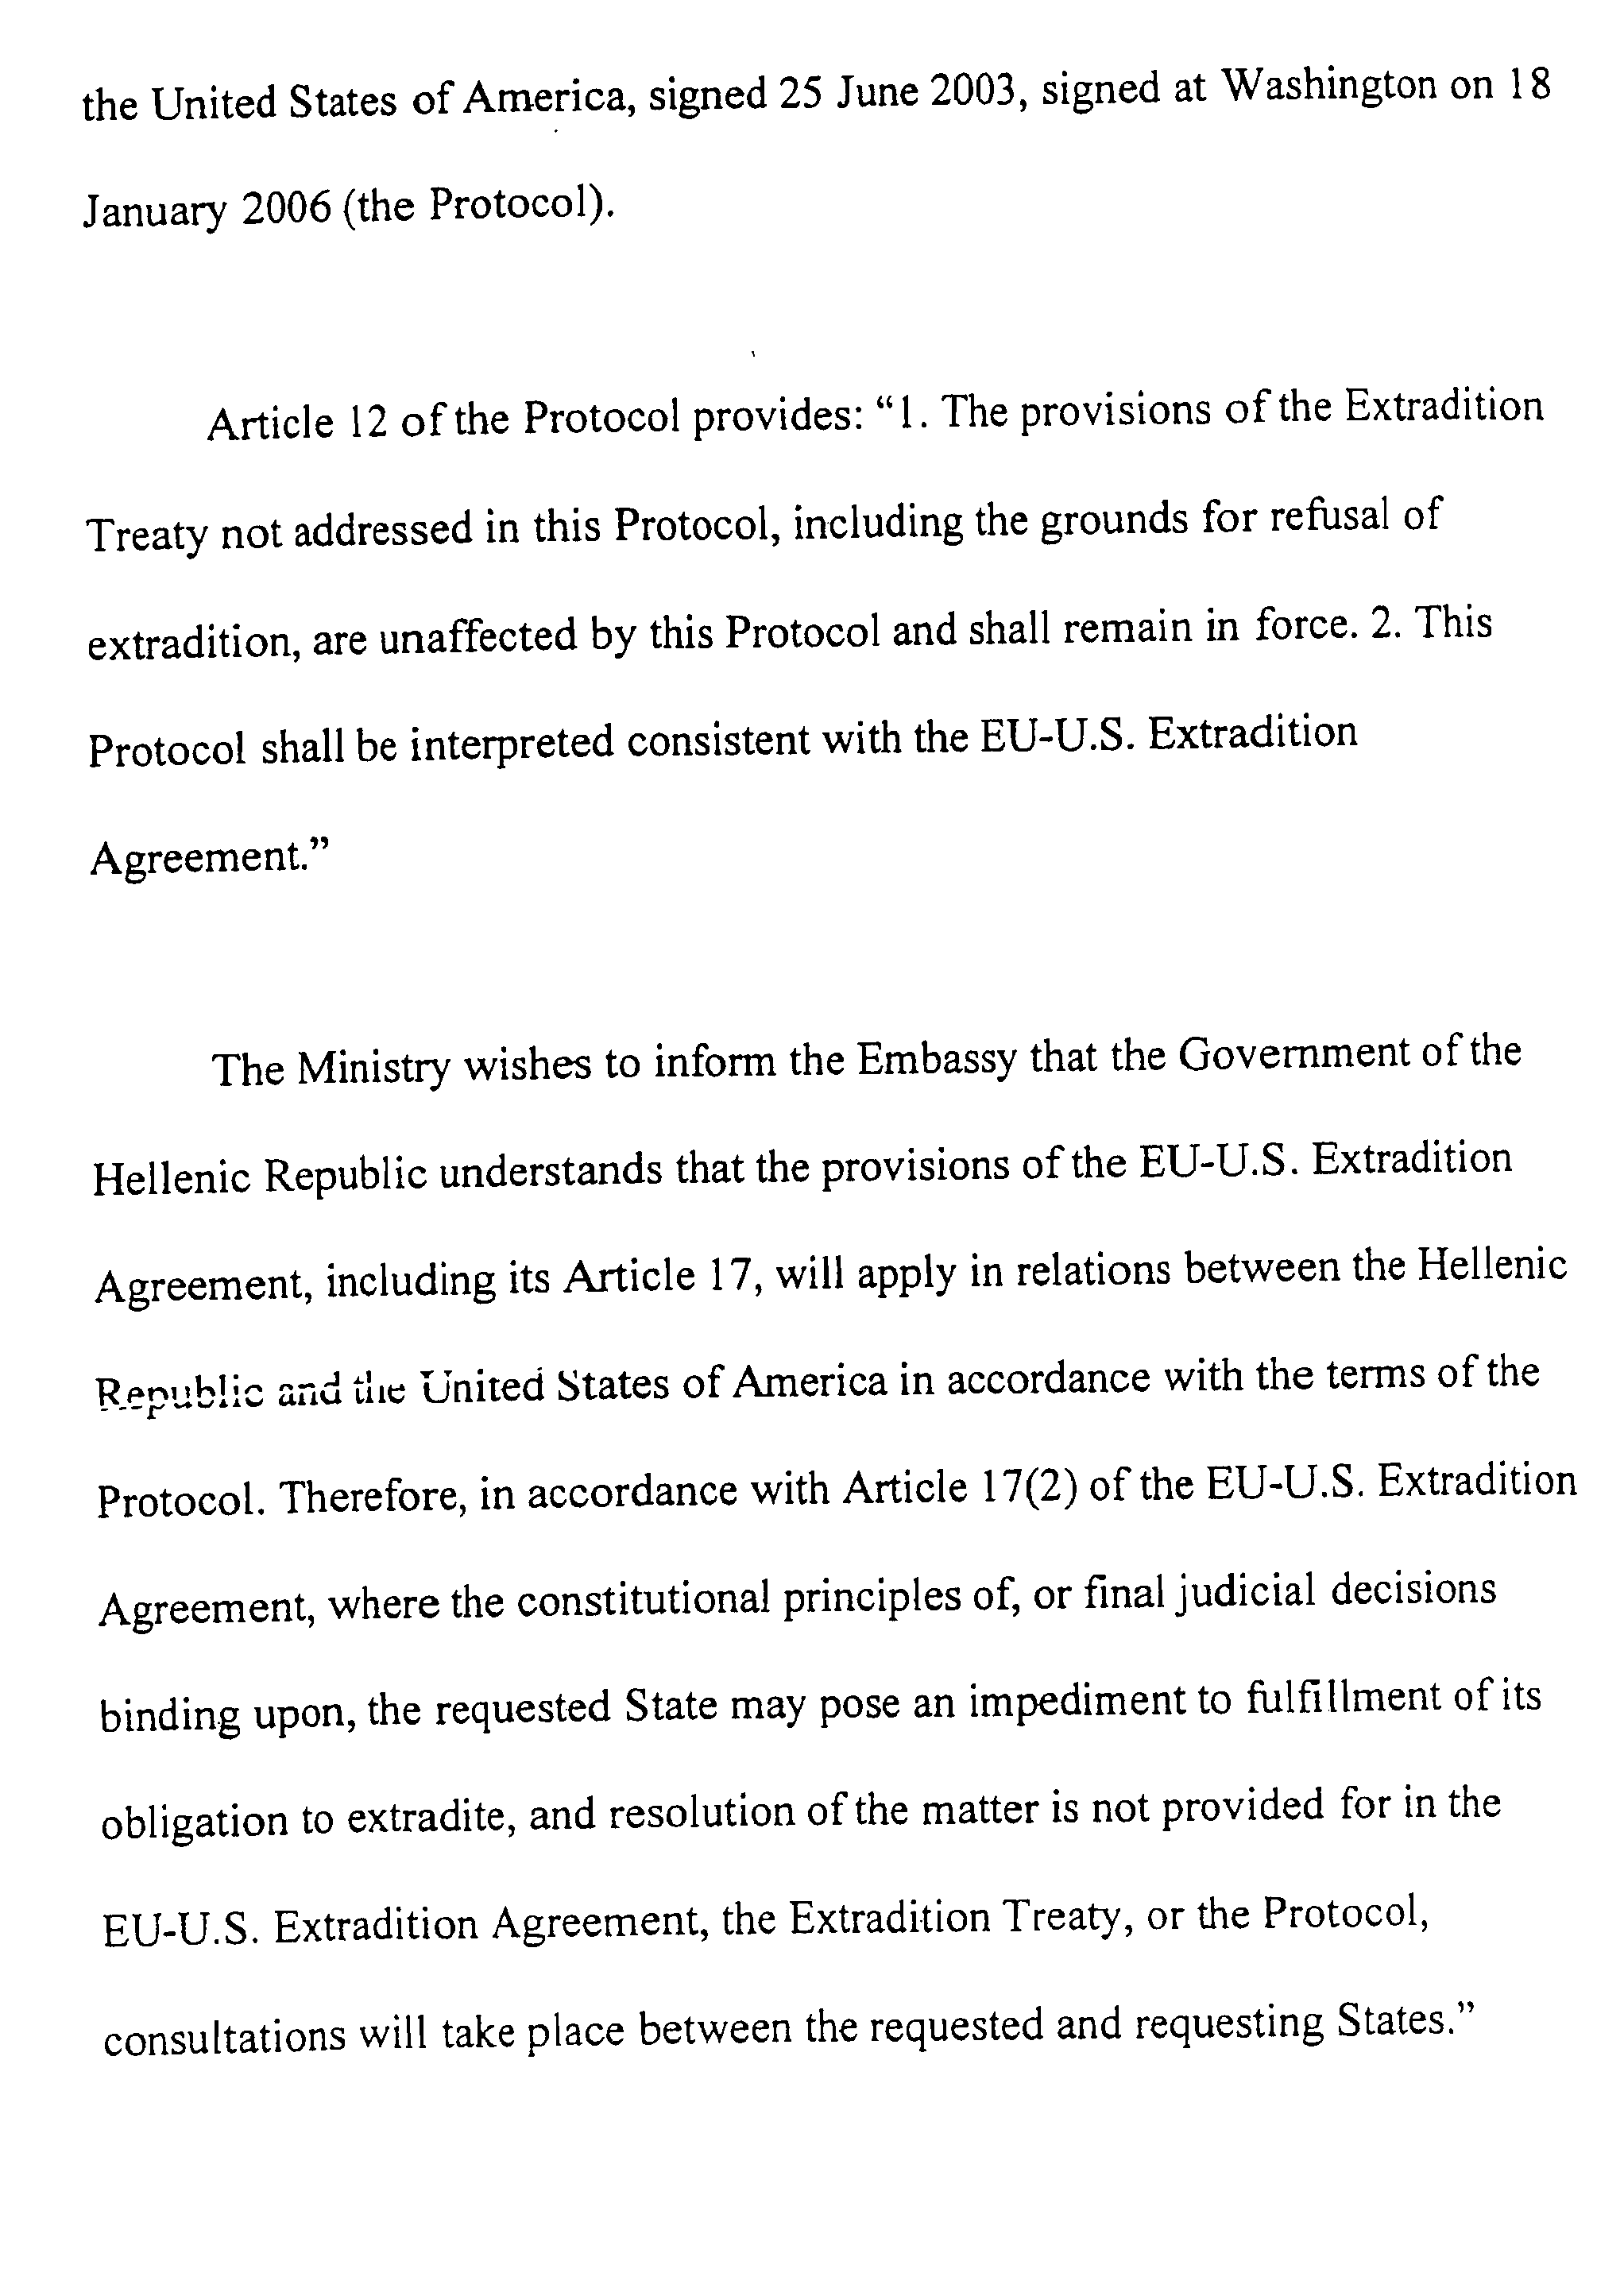 the United States of America, signed 25 June 2003, signed at Washington on 18
January 2006 (the Protocol).
Article 12 of the Protocol provides: “1. The provisions of the Extradition
Treaty not addressed in this Protocol, including the grounds for refusal of
extradition, are unaffected by this Protocol and shall remain in force. 2. This
Protocol shall be interpreted consistent with the EU-U.S. Extradition
Agreement.”
The Ministry wishes to inform the Embassy that the Government of the
Hellenic Republic understands that the provisions of the EU-U.S. Extradition
Agreement, including its Article 17, will apply in relations between the Hellenic
Republic and the United States of America in accordance with the terms of the
Protocol. Therefore, in accordance with Article 17(2) of the EU-U.S. Extradition
Agreement, where the constitutional principles of, or final judicial decisions
binding upon, the requested State may pose an impediment to fulfillment of its
obligation to extradite, and resolution of the matter is not provided for in the
EU-U.S. Extradition Agreement, the Extradition Treaty, or the Protocol,
consultations will take place between the requested and requesting States.”